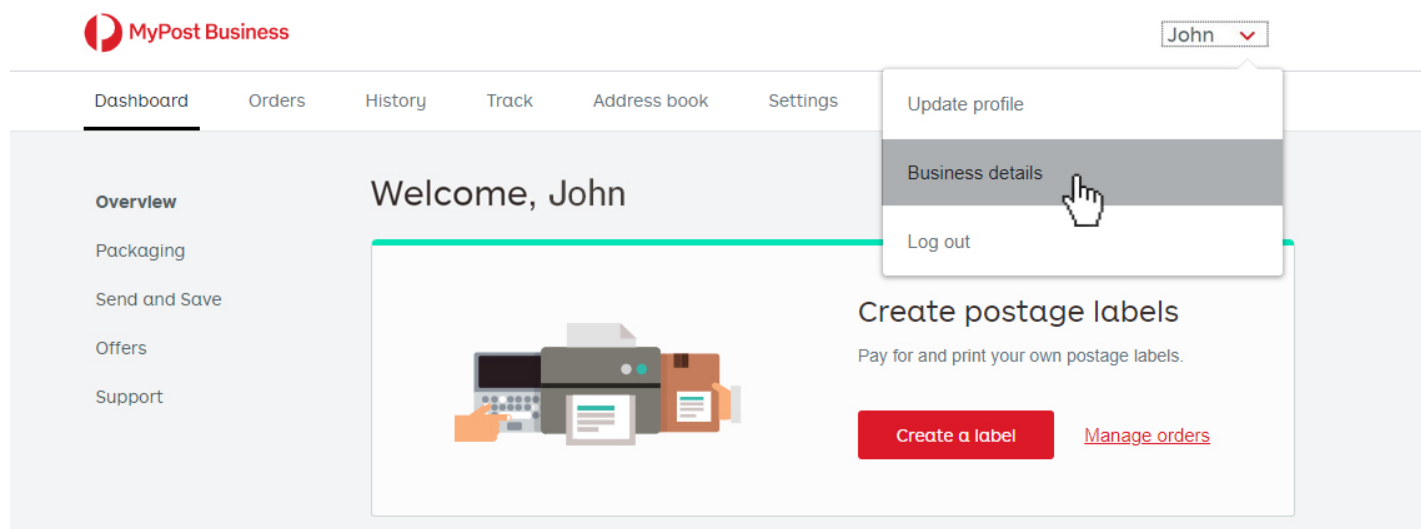 MyPost Business
John
Dashboard Orders History Track Address book Settings
Update profile
Business details
Log out
Overview
Packaging
Send and Save
Offers
Support
Welcome, John
Create postage labels
Pay for and print your own postage labels.
Create a label Manage orders